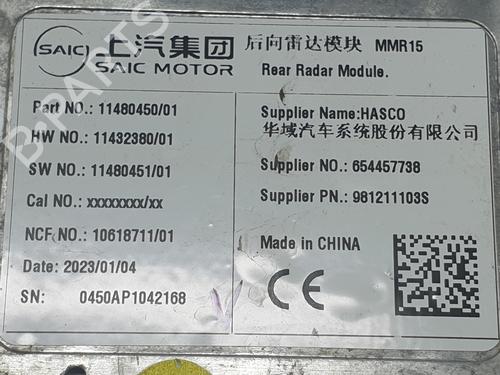 SAIC 上汽集团 后向雷达模块 MMR15
SAIC MOTOR Rear Radar Module.
Part NO.: 11480450/01
HW NO.: 11432380/01
SW NO.: 11480451/01
Cal NO.: xxxxxxxx/xx
NCF NO.: 10618711/01
Date: 2023/01/04
SN: 0450AP1042168
Supplier Name:HASCO
华域汽车系统股份有限公司
Supplier NO.: 654457738
Supplier PN.: 981211103S
Made in CHINA
CE
B-PARTS